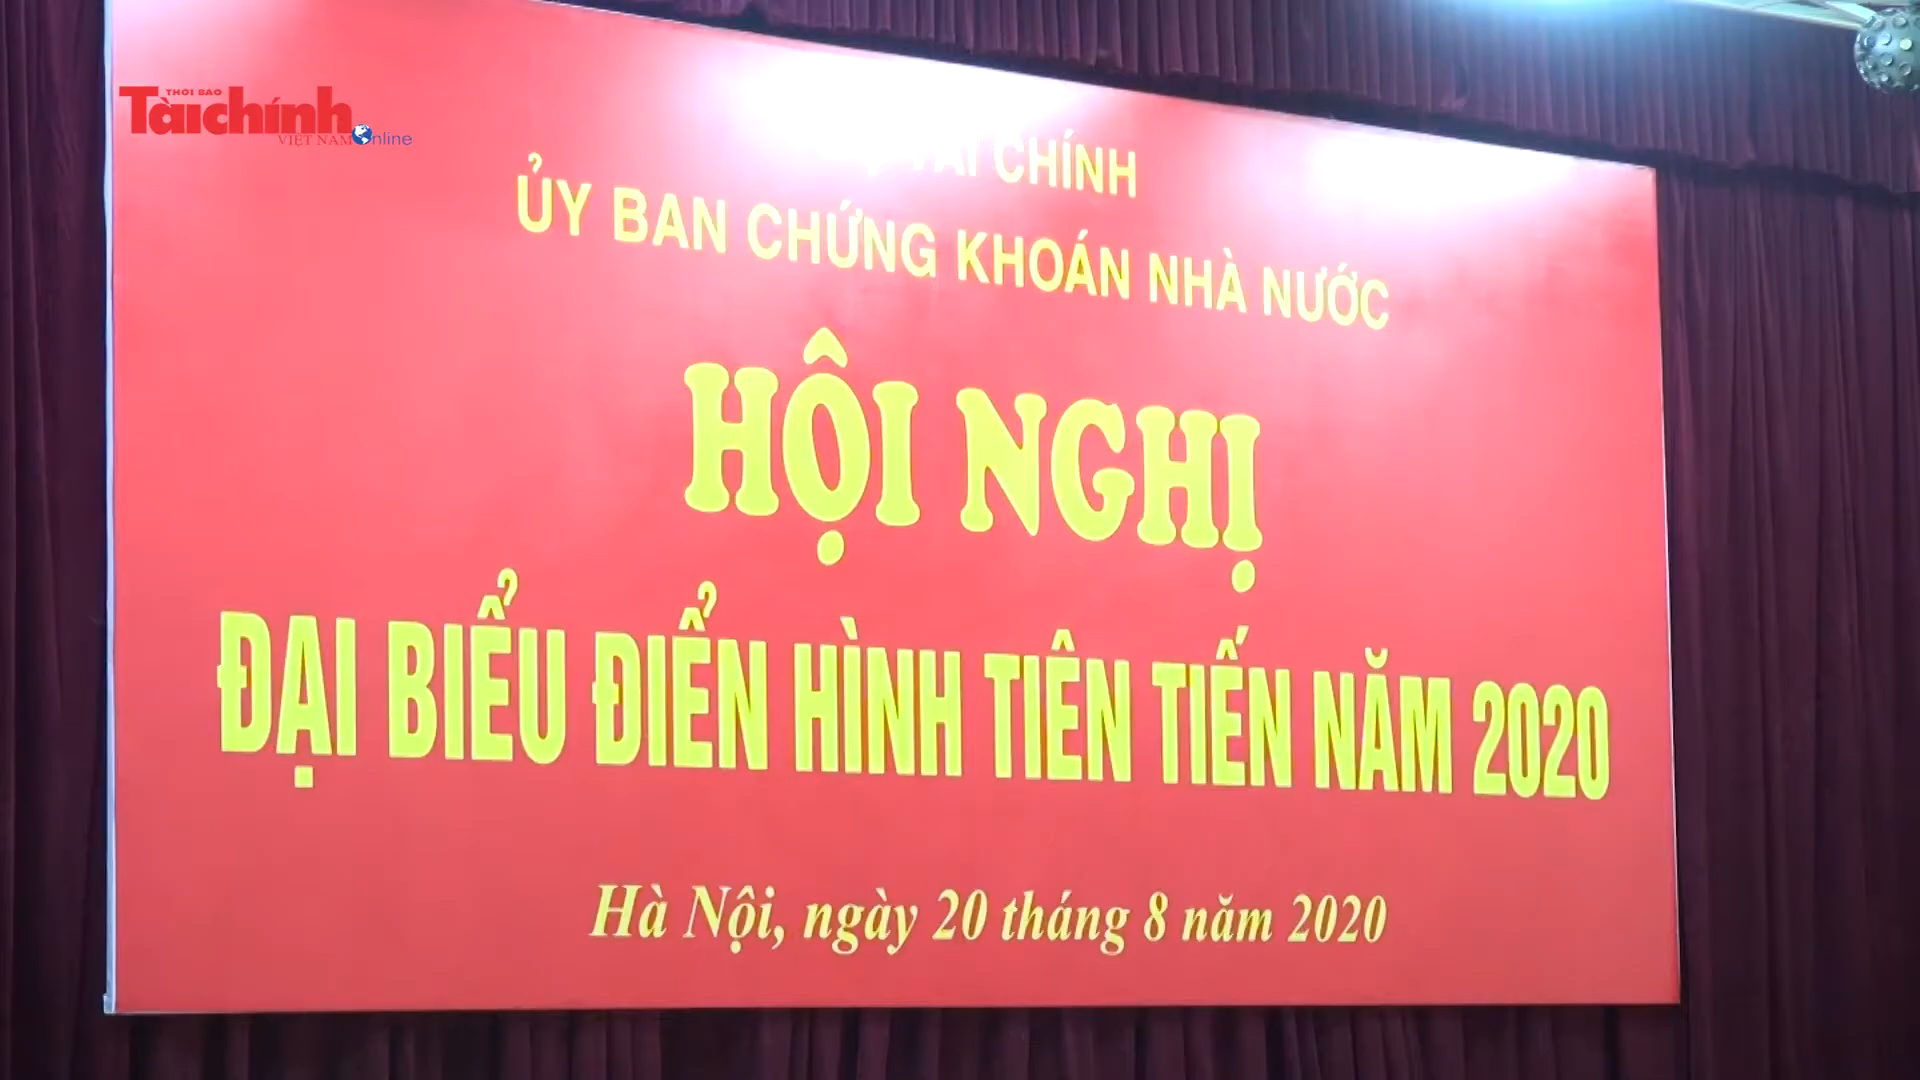 THỜI BÁO
Tàichính
VIỆT NAM Online
TÀI CHÍNH
ỦY BAN CHỨNG KHOÁN NHÀ NƯỚC
HỘI NGHỊ
ĐẠI BIỂU ĐIỂN HÌNH TIÊN TIẾN NĂM 2020
Hà Nội, ngày 20 tháng 8 năm 2020